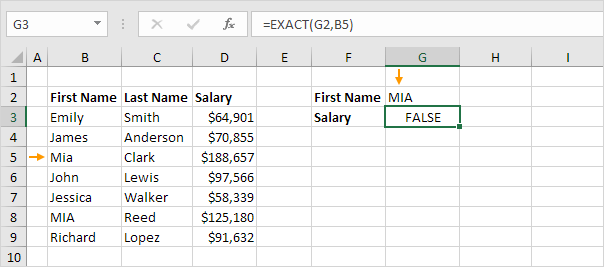 G3 =EXACT(G2,B5)
A B C D E F G H I
1
2 First Name Last Name Salary First Name MIA
3 Emily Smith $64,901 Salary FALSE
4 James Anderson $70,855
5 Mia Clark $188,657
6 John Lewis $97,566
7 Jessica Walker $58,339
8 MIA Reed $125,180
9 Richard Lopez $91,632
10